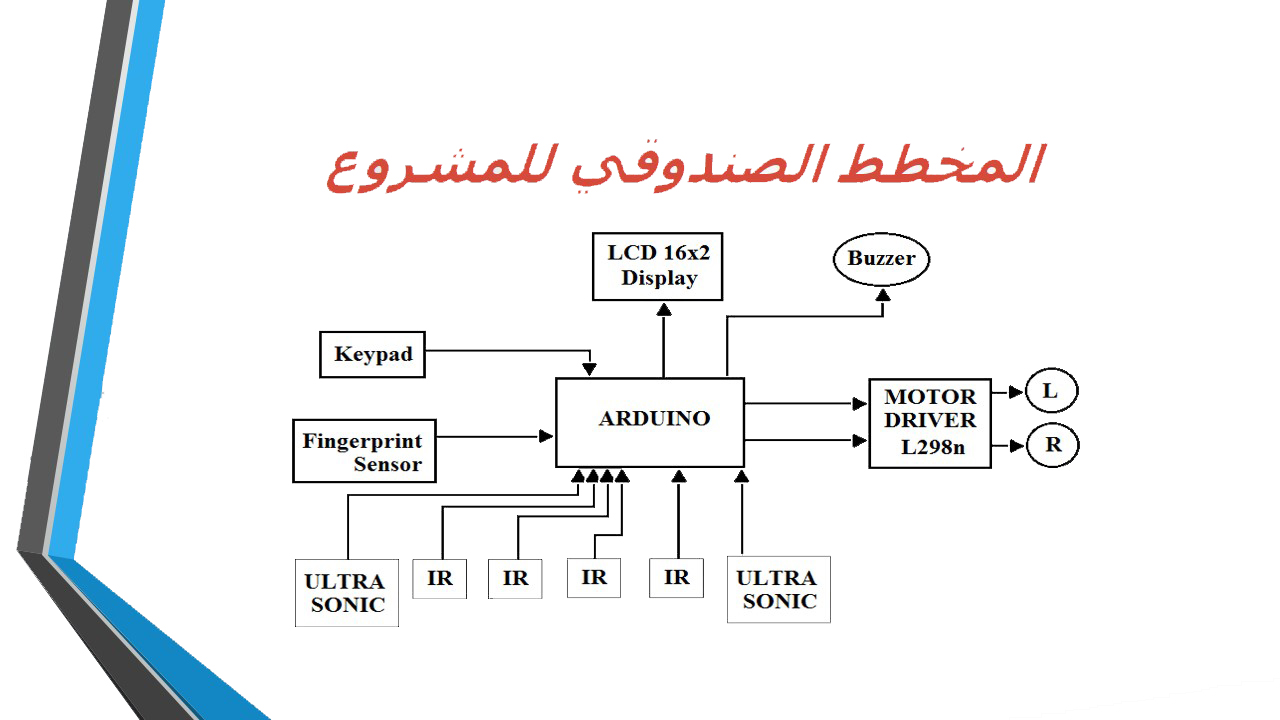 المخطط الصندوقي للمشروع
LCD 16x2
Display
Buzzer
Keypad
ARDUINO
MOTOR
DRIVER
L298n
L
R
Fingerprint
Sensor
ULTRA
SONIC
IR
IR
IR
IR
ULTRA
SONIC